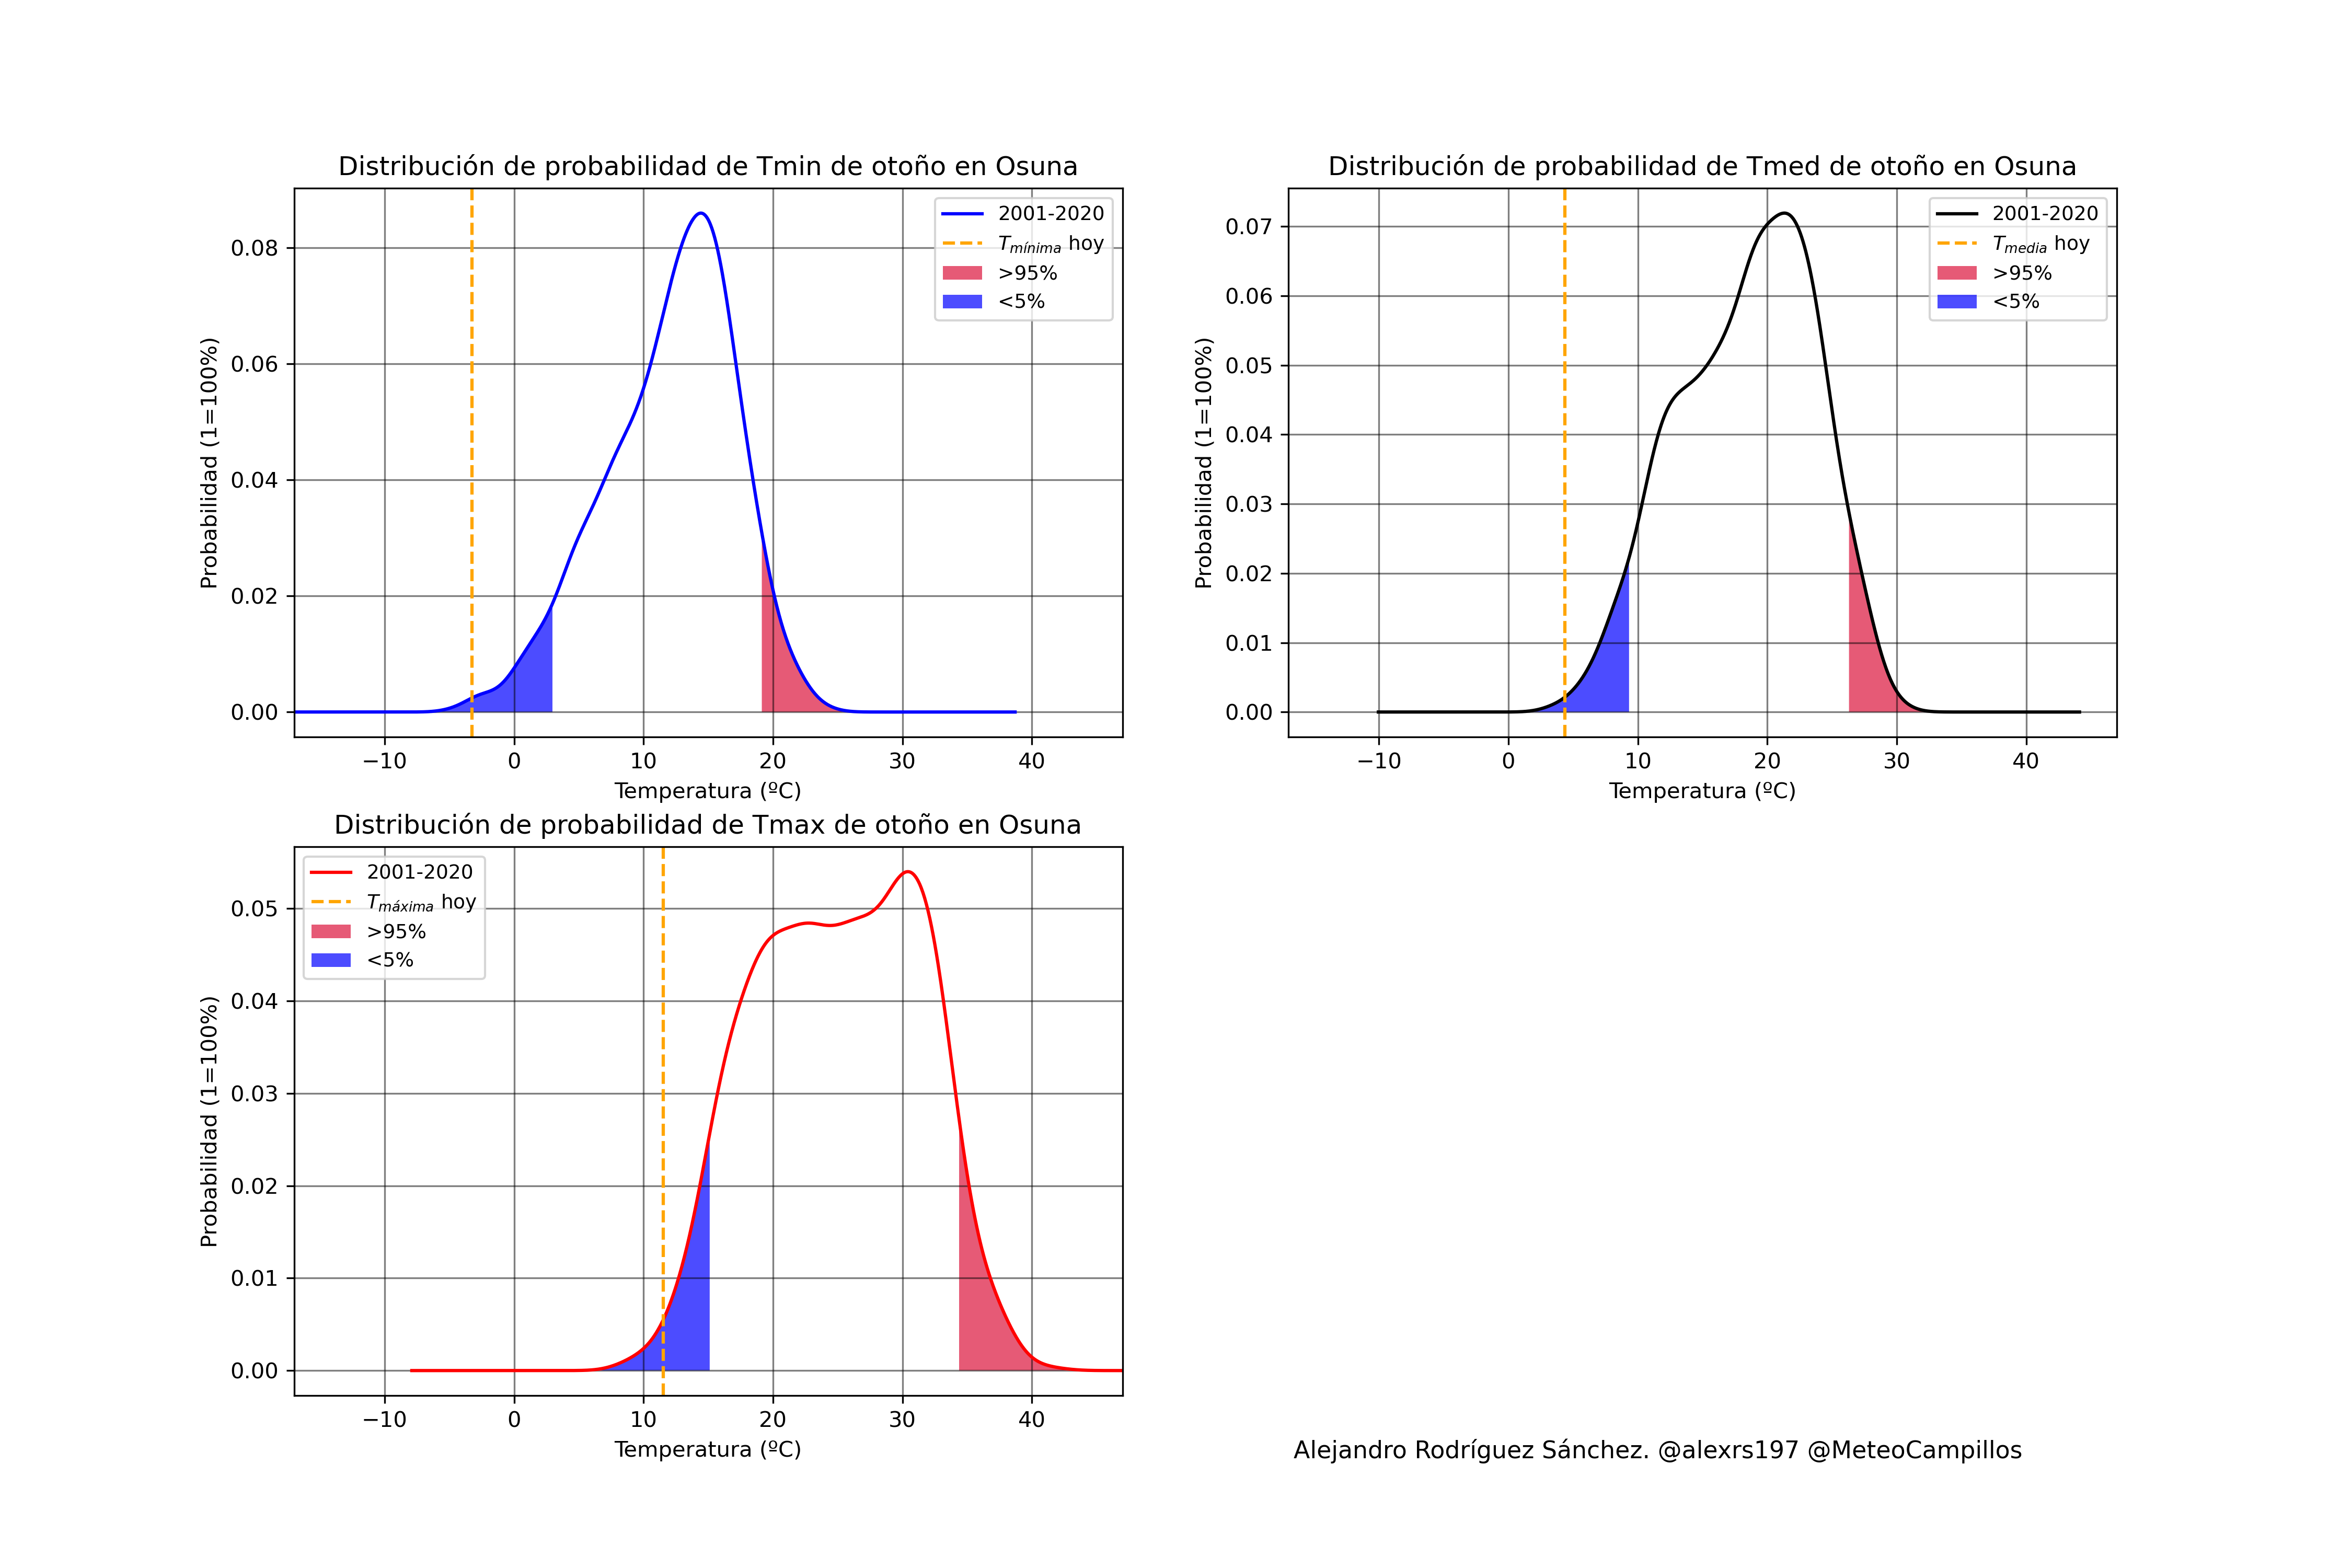 Distribución de probabilidad de Tmin de otoño en Osuna
2001-2020
T mínima hoy
>95%
<5%
Probabilidad (1=100%)
0.08
0.06
0.04
0.02
0.00
−10 0 10 20 30 40
Temperatura (ºC)
Distribución de probabilidad de Tmed de otoño en Osuna
2001-2020
T media hoy
>95%
<5%
Probabilidad (1=100%)
0.07
0.06
0.05
0.04
0.03
0.02
0.01
0.00
−10 0 10 20 30 40
Temperatura (ºC)
Distribución de probabilidad de Tmax de otoño en Osuna
2001-2020
T máxima hoy
>95%
<5%
Probabilidad (1=100%)
0.05
0.04
0.03
0.02
0.01
0.00
−10 0 10 20 30 40
Temperatura (ºC)
Alejandro Rodríguez Sánchez. @alexrs197 @MeteoCampillos